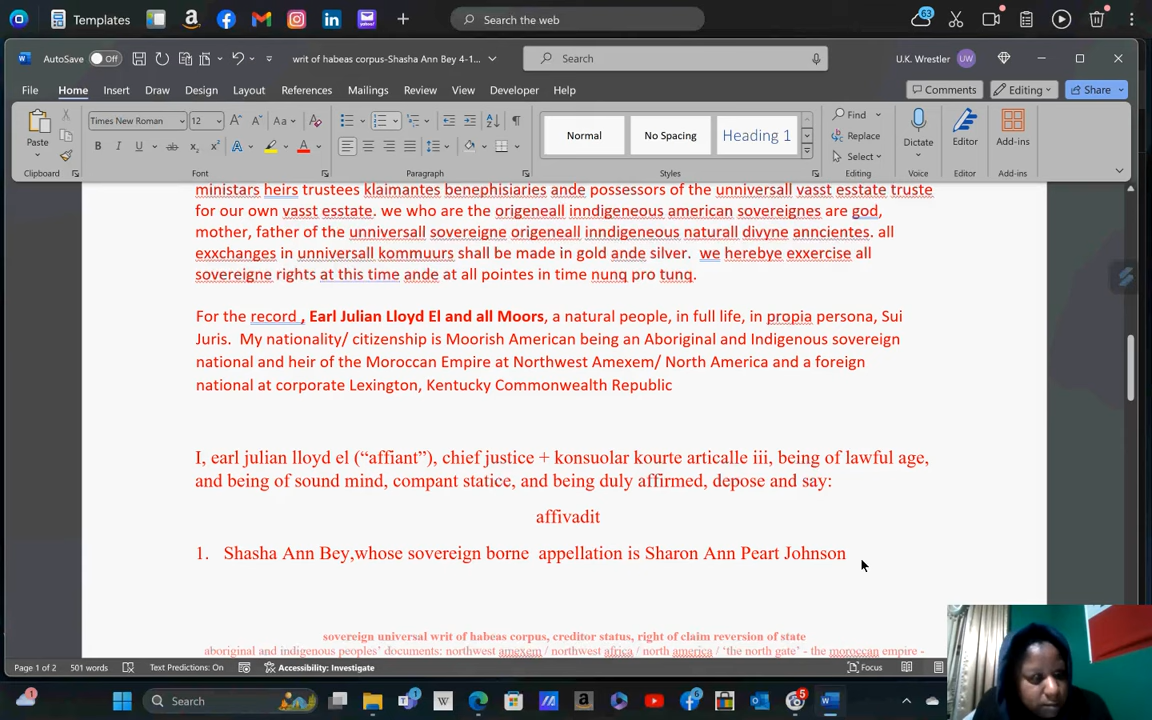 Templates
Search the web
63
W
AutoSave
Off
writ of habeas corpus-Shasha Ann Bey 4-1...
Search
U.K. Wrestler
UW
File
Home
Insert
Draw
Design
Layout
References
Mailings
Review
View
Developer
Help
Comments
Editing
Share
Paste
Times New Roman
12
Aa
Normal
No Spacing
Heading 1
Find
Replace
Select
Dictate
Editor
Add-ins
Clipboard
Font
Paragraph
Styles
Editing
Voice
Editor
Add-ins
ministars heirs trustees klaimantes benephisiaries ande possessors of the unniversall vasst esstate truste
for our own vasst esstate. we who are the origeneall inndigeneous american sovereignes are god,
mother, father of the unniversall sovereigne origeneall inndigeneous naturall divyne anncientes. all
exxchanges in unniversall kommuurs shall be made in gold ande silver. we herebye exxercise all
sovereigne rights at this time ande at all pointes in time nunq pro tunq.
For the record , Earl Julian Lloyd El and all Moors, a natural people, in full life, in propia persona, Sui
Juris. My nationality/ citizenship is Moorish American being an Aboriginal and Indigenous sovereign
national and heir of the Moroccan Empire at Northwest Amexem/ North America and a foreign
national at corporate Lexington, Kentucky Commonwealth Republic
I, earl julian lloyd el (“affiant”), chief justice + konsuolar kourte articalle iii, being of lawful age,
and being of sound mind, compant statice, and being duly affirmed, depose and say:
affivadit
1. Shasha Ann Bey,whose sovereign borne appellation is Sharon Ann Peart Johnson
sovereign universal writ of habeas corpus, creditor status, right of claim reversion of state
aboriginal and indigenous peoples’ documents: northwest amexem / northwest africa / north america / ‘the north gate’ - the moroccan empire -
Page 1 of 2
501 words
Text Predictions: On
Accessibility: Investigate
Focus
1
Search
1
6
5